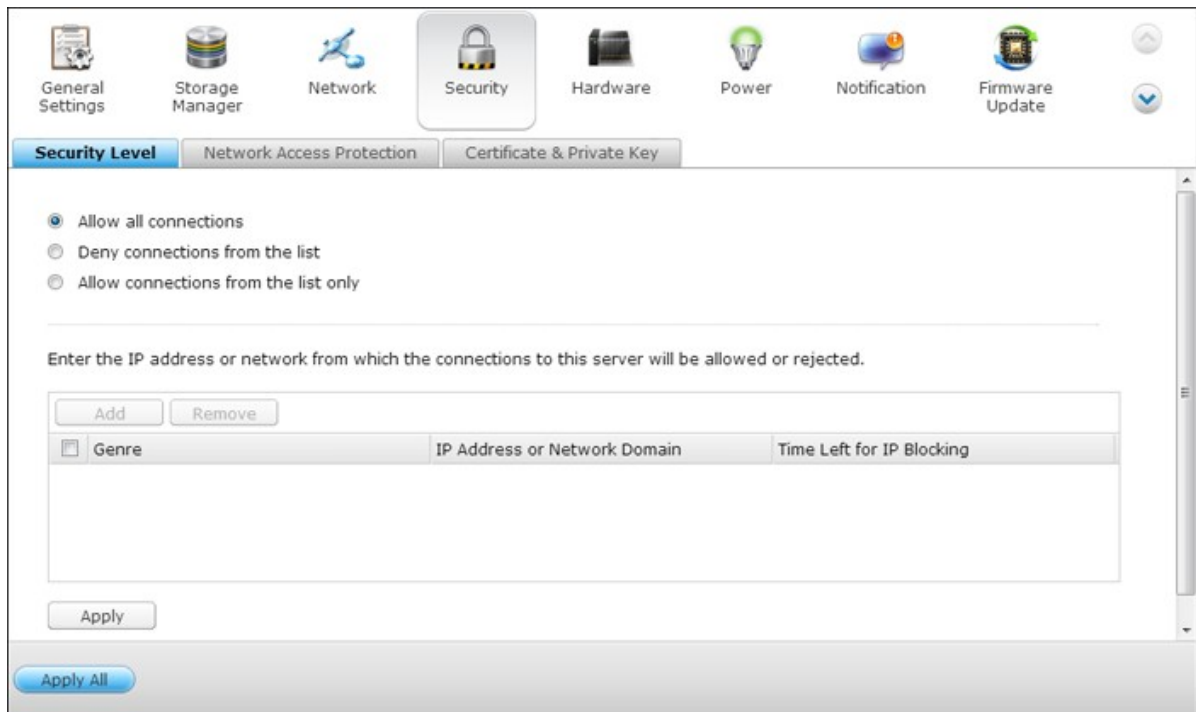 General Settings
Storage Manager
Network
Security
Hardware
Power
Notification
Firmware Update
Security Level
Network Access Protection
Certificate & Private Key
Allow all connections
Deny connections from the list
Allow connections from the list only
Enter the IP address or network from which the connections to this server will be allowed or rejected.
Add
Remove
Genre
IP Address or Network Domain
Time Left for IP Blocking
Apply
Apply All